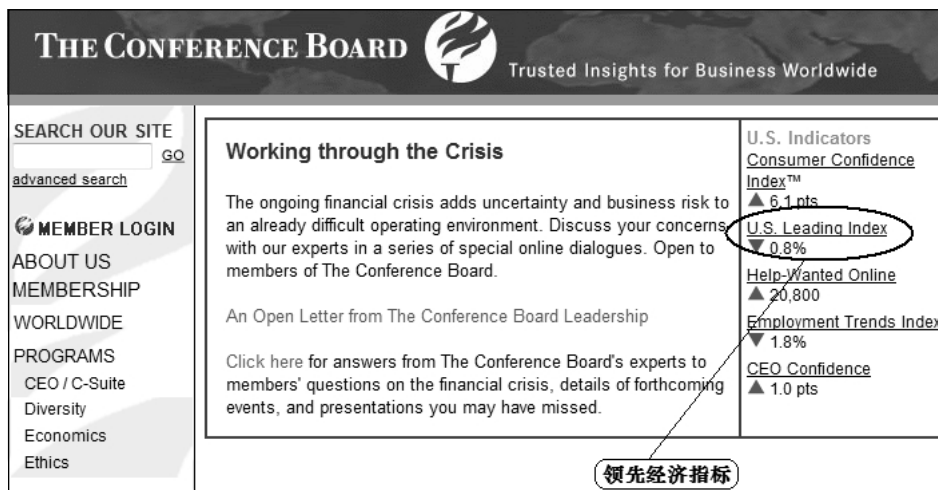 THE CONFERENCE BOARD
Trusted Insights for Business Worldwide
SEARCH OUR SITE
GO
advanced search
MEMBER LOGIN
ABOUT US
MEMBERSHIP
WORLDWIDE
PROGRAMS
CEO / C-Suite
Diversity
Economics
Ethics
Working through the Crisis
The ongoing financial crisis adds uncertainty and business risk to
an already difficult operating environment. Discuss your concerns
with our experts in a series of special online dialogues. Open to
members of The Conference Board.
An Open Letter from The Conference Board Leadership
Click here for answers from The Conference Board's experts to
members' questions on the financial crisis, details of forthcoming
events, and presentations you may have missed.
U.S. Indicators
Consumer Confidence
Index™
▲ 6.1 pts
U.S. Leading Index
▼ 0.8%
Help-Wanted Online
▲ 20,800
Employment Trends Index
▼ 1.8%
CEO Confidence
▲ 1.0 pts
领先经济指标